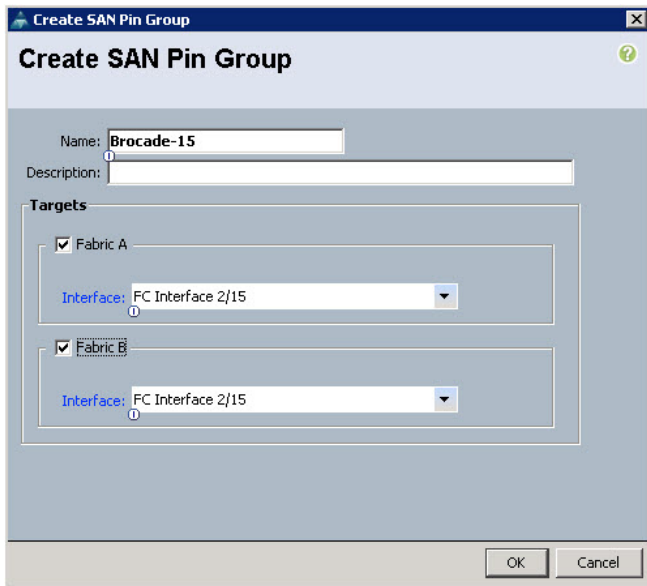 Create SAN Pin Group
Create SAN Pin Group
Name: Brocade-15
Description:
Targets
Fabric A
Interface: FC Interface 2/15
Fabric B
Interface: FC Interface 2/15
OK Cancel